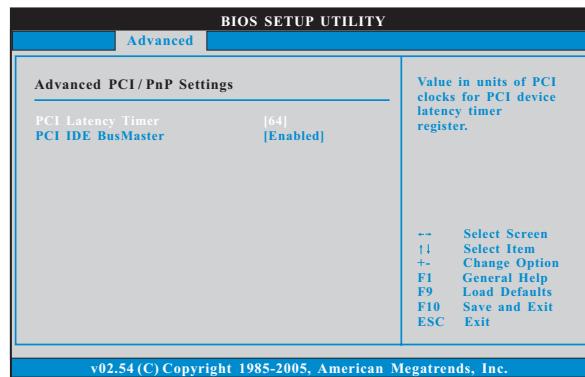 BIOS SETUP UTILITY
Advanced
Advanced PCI / PnP Settings
PCI Latency Timer [64]
PCI IDE BusMaster [Enabled]
Value in units of PCI
clocks for PCI device
latency timer
register.
←→ Select Screen
↑↓ Select Item
+- Change Option
F1 General Help
F9 Load Defaults
F10 Save and Exit
ESC Exit
v02.54 (C) Copyright 1985-2005, American Megatrends, Inc.